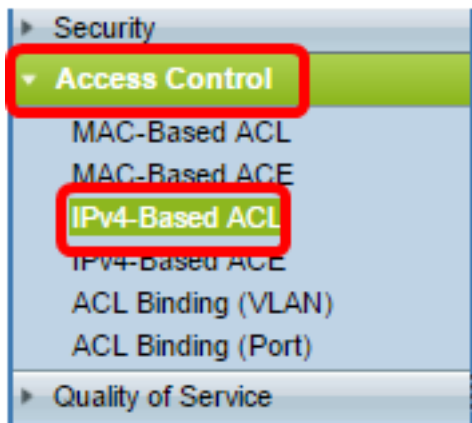 Security
Access Control
MAC-Based ACL
MAC-Based ACE
IPv4-Based ACL
IPv4-Based ACE
ACL Binding (VLAN)
ACL Binding (Port)
Quality of Service